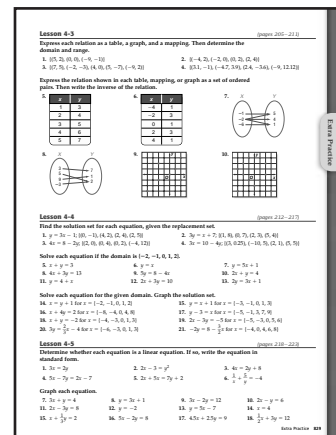 Lesson 4-3 (pages 205–211)
Express each relation as a table, a graph, and a mapping. Then determine the
domain and range.
1. {(5, 2), (0, 0), (−9, −1)} 2. {(−4, 2), (−2, 0), (0, 2), (2, 4)}
3. {(7, 5), (−2, −3), (4, 0), (5, −7), (−9, 2)} 4. {(3.1, −1), (−4.7, 3.9), (2.4, −3.6), (−9, 12.12)}
Express the relation shown in each table, mapping, or graph as a set of ordered
pairs. Then write the inverse of the relation.
5. 6. 7.
x y x y X Y
1 3 −4 1
2 4 −2 3
3 5 0 1
4 6 2 3
5 7 4 1
8. 9. 10.
X Y
Extra Practice
Lesson 4-4 (pages 212–217)
Find the solution set for each equation, given the replacement set.
1. y = 3x − 1; {(0, −1), (4, 2), (2, 4), (2, 5)} 2. 3y = x + 7; {(1, 8), (0, 7), (2, 3), (5, 4)}
3. 4x = 8 − 2y; {(2, 0), (0, 4), (0, 2), (−4, 12)} 4. 3x = 10 − 4y; {(3, 0.25), (−10, 5), (2, 1), (5, 5)}
Solve each equation if the domain is {−2, −1, 0, 1, 2}.
5. x + y = 3 6. y = x 7. y = 5x + 1
8. 4x + 3y = 13 9. 5y = 8 − 4x 10. 2x + y = 4
11. y = 4 + x 12. 2x + 3y = 10 13. 2y = 3x + 1
Solve each equation for the given domain. Graph the solution set.
14. x = y + 1 for x = {−2, −1, 0, 1, 2} 15. y = x + 1 for x = {−3, −1, 0, 1, 3}
16. x + 4y = 2 for x = {−8, −4, 0, 4, 8} 17. y − 3 = x for x = {−5, −1, 3, 7, 9}
18. x + y = −2 for x = {−4, −3, 0, 1, 3} 19. 2x − 3y = −5 for x = {−5, −3, 0, 5, 6}
Lesson 4-5 (pages 218–223)
Determine whether each equation is a linear equation. If so, write the equation in
standard form.
1. 3x = 2y 2. 2x − 3 = y² 3. 4x = 2y + 8
4. 5x − 7y = 2x − 7 5. 2x + 5x = 7y + 2 6. 1/x + 5/y = −4
Graph each equation.
7. 3x + y = 4 8. y = 3x + 1 9. 3x − 2y = 12 10. 2x − y = 6
11. 2x − 3y = 8 12. y = −2 13. y = 5x − 7 14. x = 4
16. 5x − 2y = 8 17. 4.5x + 2.5y = 9
Extra Practice 829